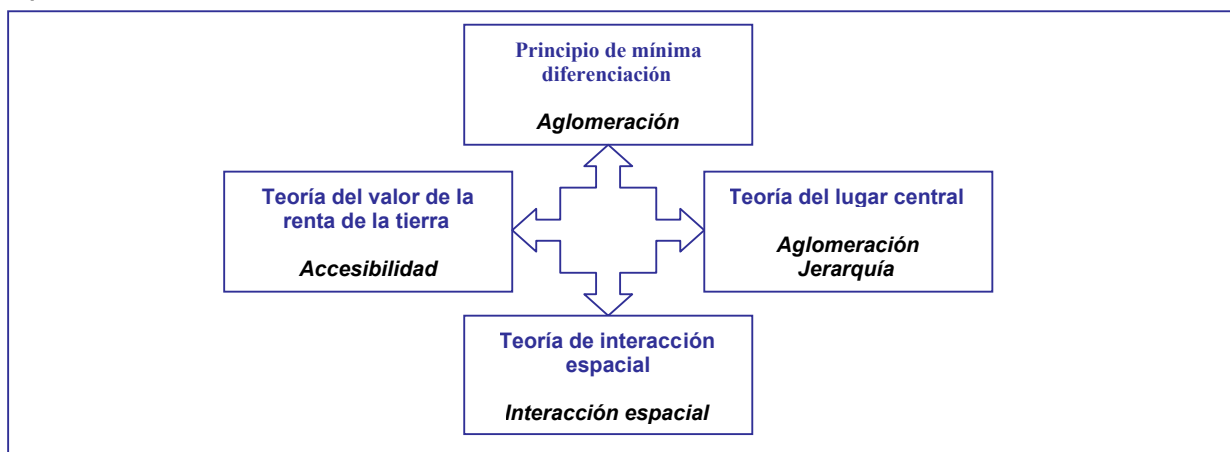 Principio de mínima
diferenciación
Aglomeración
Teoría del valor de la
renta de la tierra
Accesibilidad
Teoría del lugar central
Aglomeración
Jerarquía
Teoría de interacción
espacial
Interacción espacial